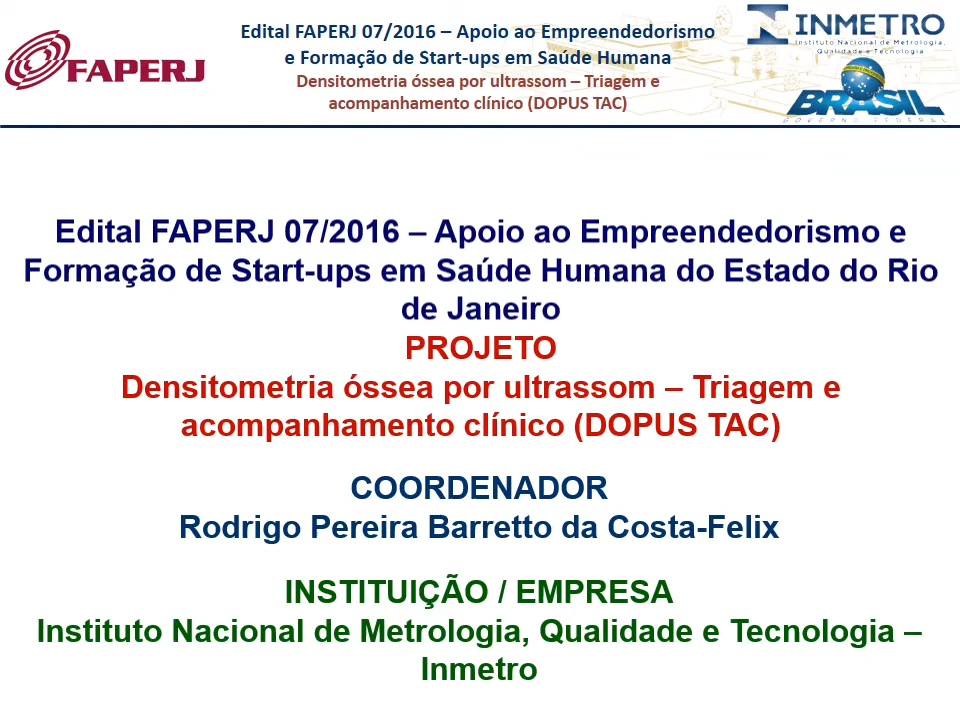 FAPERJ
Edital FAPERJ 07/2016 – Apoio ao Empreendedorismo
e Formação de Start-ups em Saúde Humana
Densitometria óssea por ultrassom – Triagem e
acompanhamento clínico (DOPUS TAC)
INMETRO
Instituto Nacional de Metrologia,
Qualidade e Tecnologia
BRASIL
GOVERNO FEDERAL
Edital FAPERJ 07/2016 – Apoio ao Empreendedorismo e
Formação de Start-ups em Saúde Humana do Estado do Rio
de Janeiro
PROJETO
Densitometria óssea por ultrassom – Triagem e
acompanhamento clínico (DOPUS TAC)
COORDENADOR
Rodrigo Pereira Barretto da Costa-Felix
INSTITUIÇÃO / EMPRESA
Instituto Nacional de Metrologia, Qualidade e Tecnologia –
Inmetro